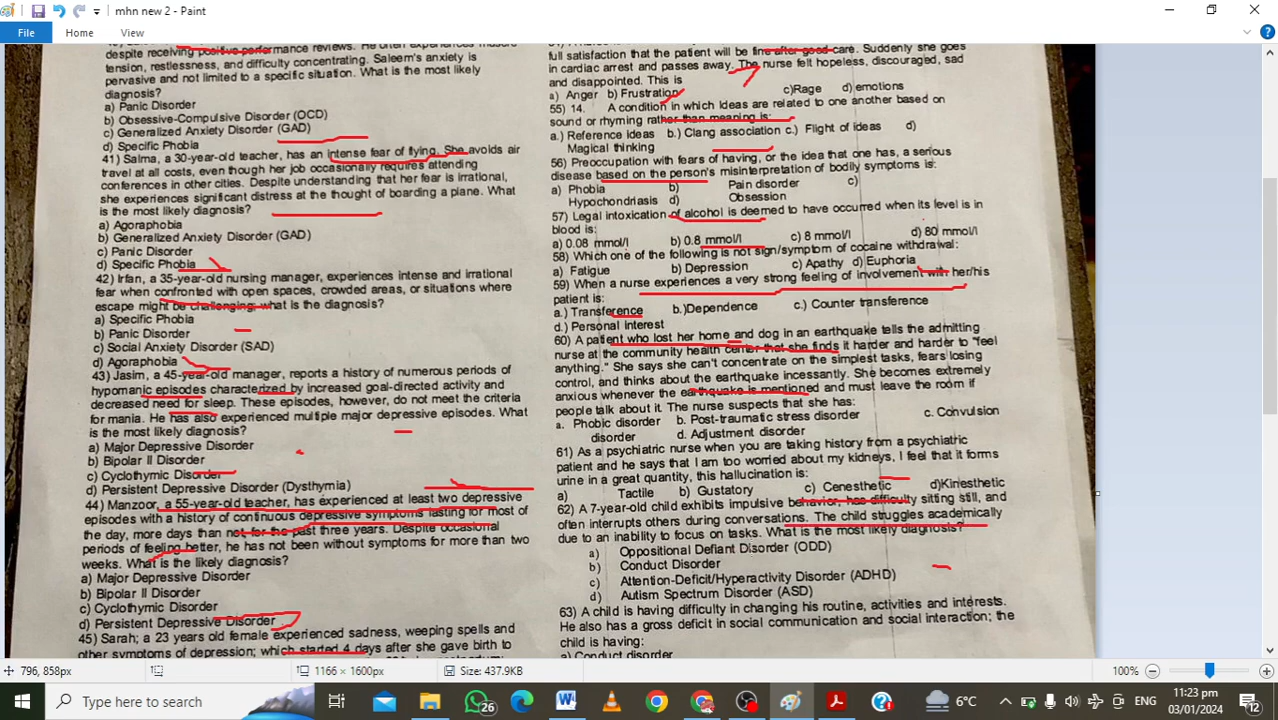 mhn new 2 - Paint
File
Home
View
despite receiving positive performance reviews. He often experiences muscle
tension, restlessness, and difficulty concentrating. Saleem's anxiety is
pervasive and not limited to a specific situation. What is the most likely
diagnosis?
a) Panic Disorder
b) Obsessive-Compulsive Disorder (OCD)
c) Generalized Anxiety Disorder (GAD)
d) Specific Phobia
41) Salma, a 30-year-old teacher, has an intense fear of flying. She avoids air
travel at all costs, even though her job occasionally requires attending
conferences in other cities. Despite understanding that her fear is irrational,
she experiences significant distress at the thought of boarding a plane. What
is the most likely diagnosis?
a) Agoraphobia
b) Generalized Anxiety Disorder (GAD)
c) Panic Disorder
d) Specific Phobia
42) Irfan, a 35-year-old nursing manager, experiences intense and irrational
fear when confronted with open spaces, crowded areas, or situations where
escape might be challenging; what is the diagnosis?
a) Specific Phobia
b) Panic Disorder
c) Social Anxiety Disorder (SAD)
d) Agoraphobia
43) Jasim, a 45-year-old manager, reports a history of numerous periods of
hypomanic episodes characterized by increased goal-directed activity and
decreased need for sleep. These episodes, however, do not meet the criteria
for mania. He has also experienced multiple major depressive episodes. What
is the most likely diagnosis?
a) Major Depressive Disorder
b) Bipolar II Disorder
c) Cyclothymic Disorder
d) Persistent Depressive Disorder (Dysthymia)
44) Manzoor, a 55-year-old teacher, has experienced at least two depressive
episodes with a history of continuous depressive symptoms lasting for most of
the day, more days than not for the past three years. Despite occasional
periods of feeling better, he has not been without symptoms for more than two
weeks. What is the likely diagnosis?
a) Major Depressive Disorder
b) Bipolar II Disorder
c) Cyclothymic Disorder
d) Persistent Depressive Disorder
45) Sarah; a 23 years old female experienced sadness, weeping spells and
other symptoms of depression; which started 4 days after she gave birth to
full satisfaction that the patient will be fine after good care. Suddenly she goes
in cardiac arrest and passes away. The nurse felt hopeless, discouraged, sad
and disappointed. This is
a) Anger b) Frustration c)Rage d) emotions
55) 14. A condition in which Ideas are related to one another based on
sound or rhyming rather than meaning is:
a.) Reference ideas b.) Clang association c.) Flight of ideas d)
Magical thinking
56) Preoccupation with fears of having, or the idea that one has, a serious
disease based on the person's misinterpretation of bodily symptoms is:
a) Phobia b) Pain disorder c)
Hypochondriasis d) Obsession
57) Legal intoxication of alcohol is deemed to have occurred when its level is in
blood is:
a) 0.08 mmol/l b) 0.8 mmol/l c) 8 mmol/l d) 80 mmol/l
58) Which one of the following is not sign/symptom of cocaine withdrawal:
a) Fatigue b) Depression c) Apathy d) Euphoria
59) When a nurse experiences a very strong feeling of involvement with her/his
patient is:
a.) Transference b.)Dependence c.) Counter transference
d.) Personal interest
60) A patient who lost her home and dog in an earthquake tells the admitting
nurse at the community health center that she finds it harder and harder to "feel
anything." She says she can't concentrate on the simplest tasks, fears losing
control, and thinks about the earthquake incessantly. She becomes extremely
anxious whenever the earthquake is mentioned and must leave the room if
people talk about it. The nurse suspects that she has:
a. Phobic disorder b. Post-traumatic stress disorder c. Convulsion
disorder d. Adjustment disorder
61) As a psychiatric nurse when you are taking history from a psychiatric
patient and he says that I am too worried about my kidneys, I feel that it forms
urine in a great quantity, this hallucination is:
a) Tactile b) Gustatory c) Cenesthetic d)Kinesthetic
62) A 7-year-old child exhibits impulsive behavior, has difficulty sitting still, and
often interrupts others during conversations. The child struggles academically
due to an inability to focus on tasks. What is the most likely diagnosis?
a) Oppositional Defiant Disorder (ODD)
b) Conduct Disorder
c) Attention-Deficit/Hyperactivity Disorder (ADHD)
d) Autism Spectrum Disorder (ASD)
63) A child is having difficulty in changing his routine, activities and interests.
He also has a gross deficit in social communication and social interaction; the
child is having:
a) Conduct disorder
796, 858px
1166 × 1600px
Size: 437.9KB
100%
Type here to search
26
6°C
ENG
11:23 pm
03/01/2024
12